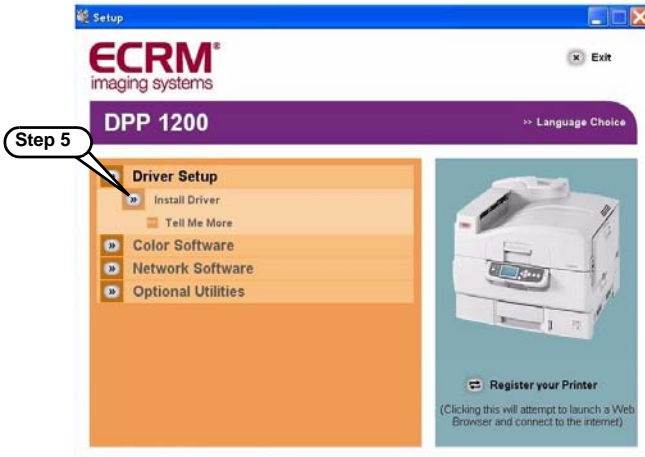 Setup
ECRM®
imaging systems
Exit
DPP 1200
>> Language Choice
Step 5
Driver Setup
Install Driver
Tell Me More
Color Software
Network Software
Optional Utilities
Register your Printer
(Clicking this will attempt to launch a Web
Browser and connect to the internet)